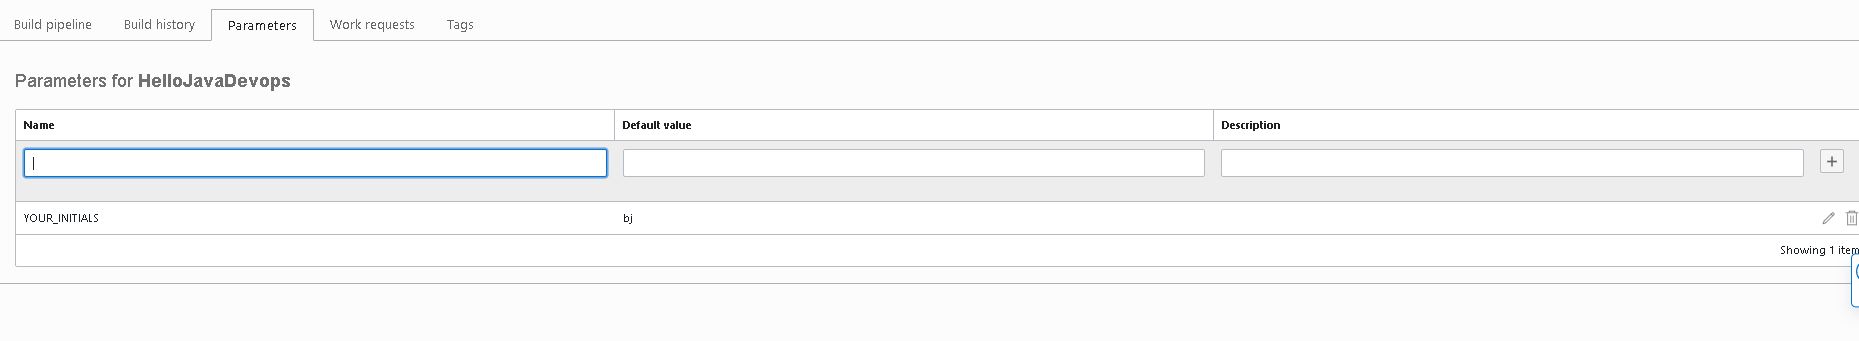 Build pipeline Build history Parameters Work requests Tags
Parameters for HelloJavaDevops
Name Default value Description
YOUR_INITIALS bj
Showing 1 item